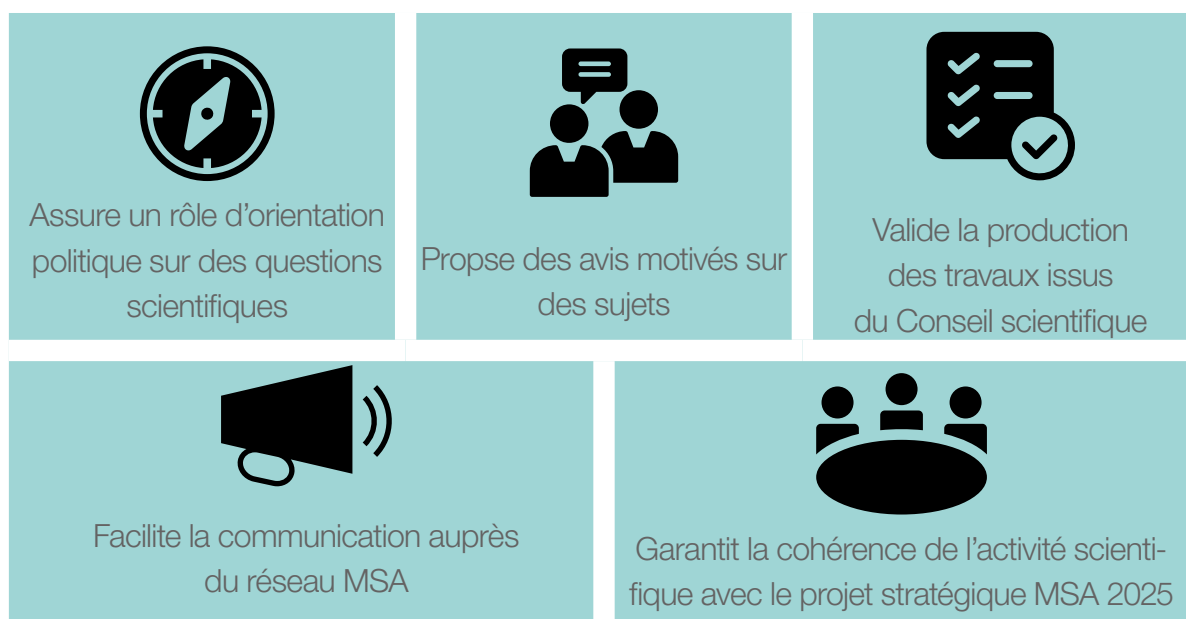 Assure un rôle d’orientation
politique sur des questions
scientifiques
Propse des avis motivés sur
des sujets
Valide la production
des travaux issus
du Conseil scientifique
Facilite la communication auprès
du réseau MSA
Garantit la cohérence de l’activité scienti-
fique avec le projet stratégique MSA 2025